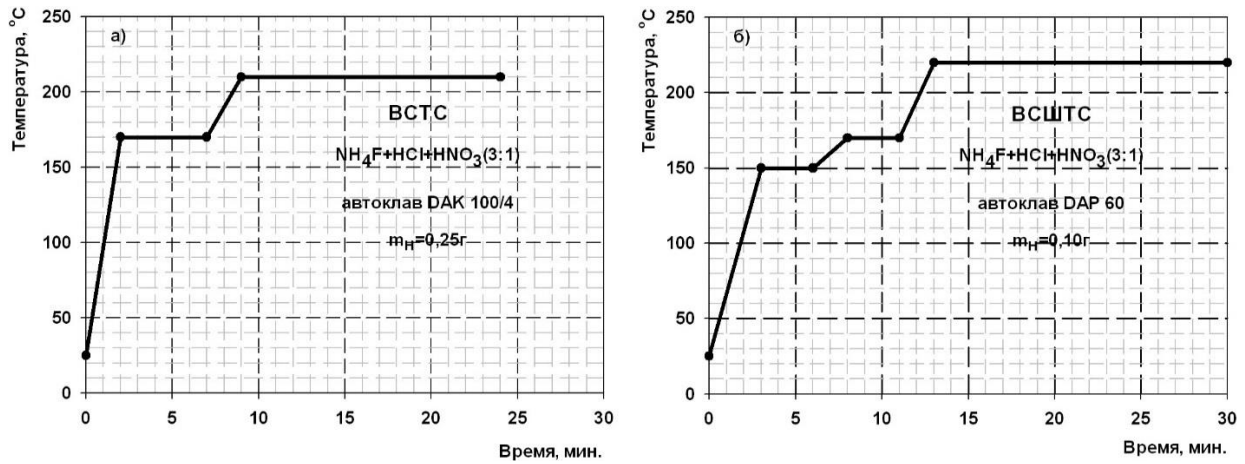 Температура, °C
250
200
150
100
50
0
а)
ВСТС
NH4F+HCl+HNO3(3:1)
автоклав DAK 100/4
mН=0,25г
0 5 10 15 20 25 30
Время, мин.
Температура, °C
250
200
150
100
50
0
б)
ВСШТС
NH4F+HCl+HNO3(3:1)
автоклав DAP 60
mН=0,10г
0 5 10 15 20 25 30
Время, мин.